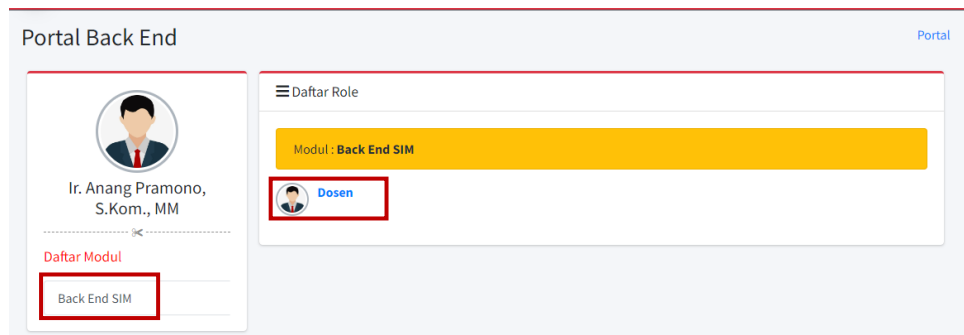 Portal Back End
Portal
Ir. Anang Pramono,
S.Kom., MM
Daftar Modul
Back End SIM
Daftar Role
Modul : Back End SIM
Dosen